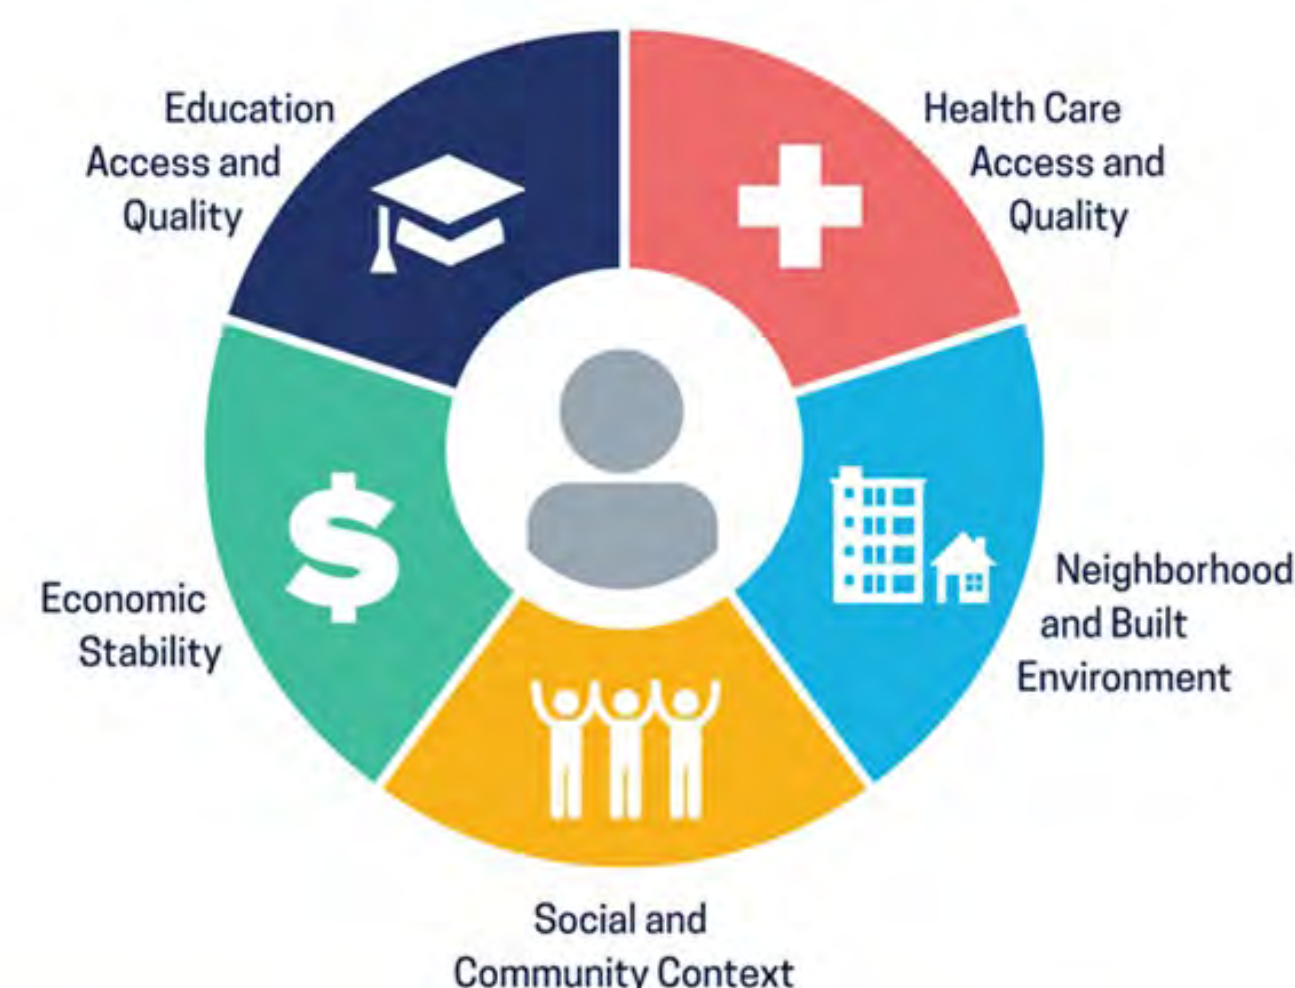 Education
Access and
Quality
Health Care
Access and
Quality
Economic
Stability
Neighborhood
and Built
Environment
Social and
Community Context